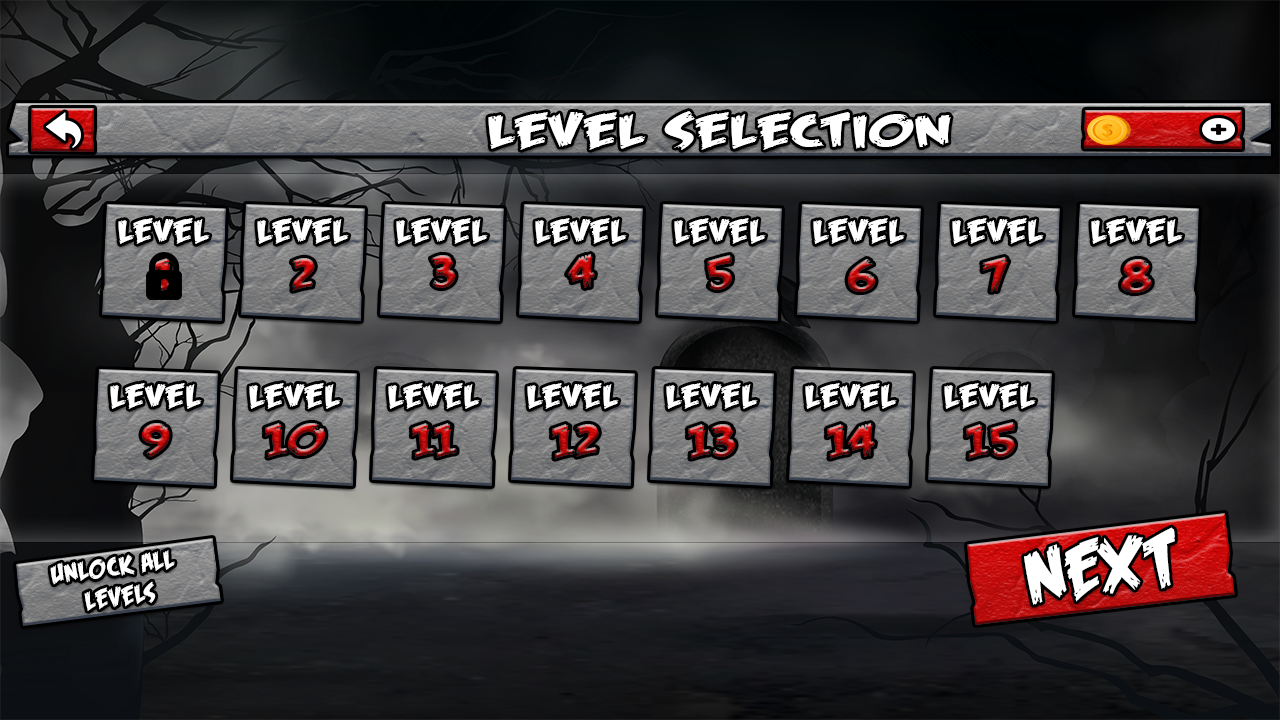 LEVEL SELECTION
LEVEL
LEVEL
2
LEVEL
3
LEVEL
4
LEVEL
5
LEVEL
6
LEVEL
7
LEVEL
8
LEVEL
9
LEVEL
10
LEVEL
11
LEVEL
12
LEVEL
13
LEVEL
14
LEVEL
15
UNLOCK ALL
LEVELS
NEXT